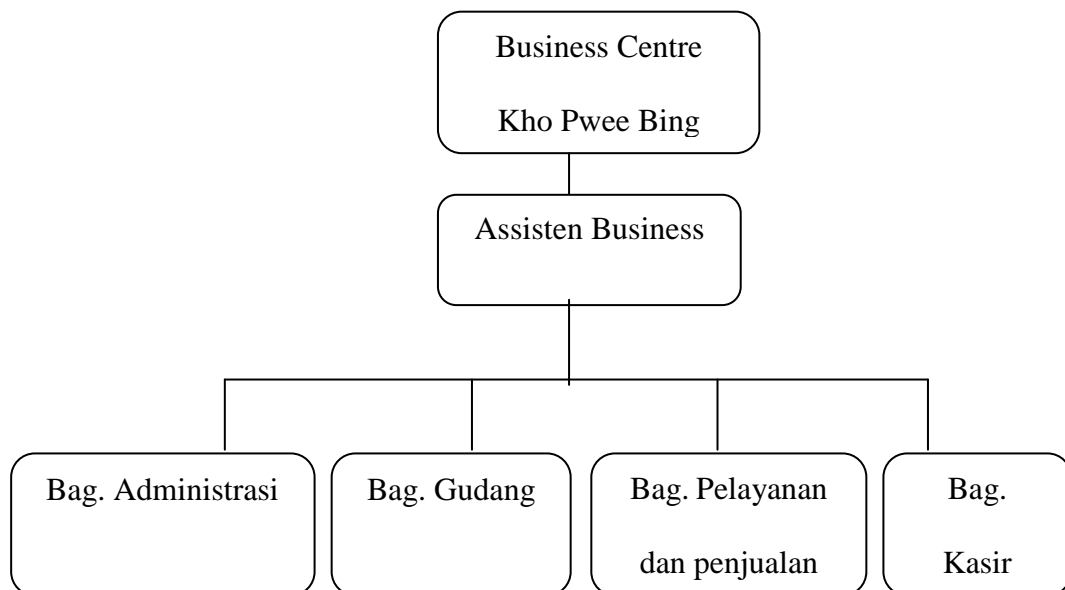 Business Centre
Kho Pwee Bing
Assisten Business
Bag. Administrasi
Bag. Gudang
Bag. Pelayanan
dan penjualan
Bag.
Kasir